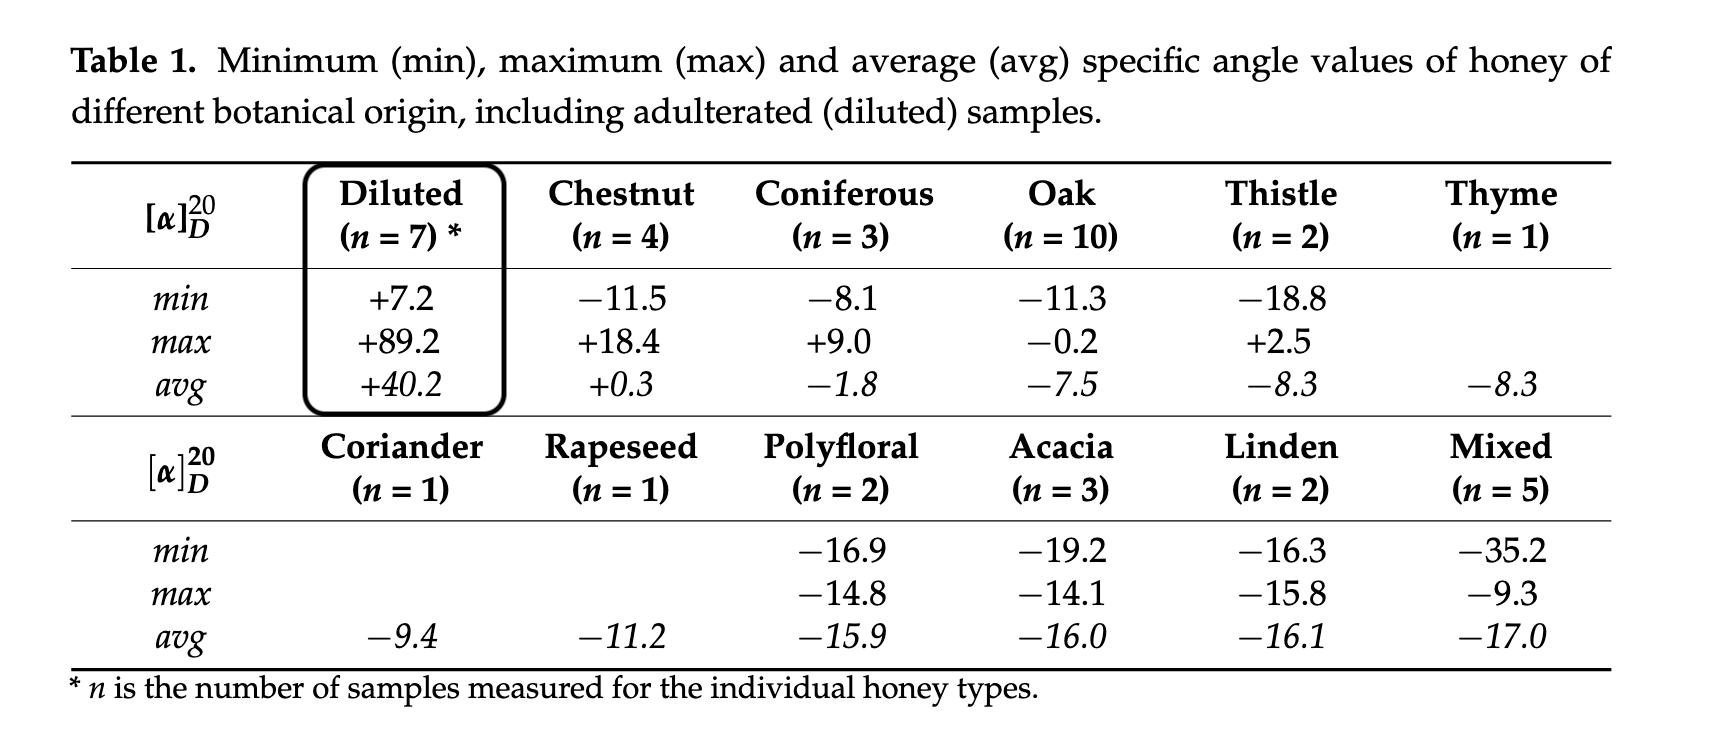 Table 1. Minimum (min), maximum (max) and average (avg) specific angle values of honey of
different botanical origin, including adulterated (diluted) samples.
[α]20D Diluted (n = 7) * Chestnut (n = 4) Coniferous (n = 3) Oak (n = 10) Thistle (n = 2) Thyme (n = 1)
min +7.2 −11.5 −8.1 −11.3 −18.8
max +89.2 +18.4 +9.0 −0.2 +2.5
avg +40.2 +0.3 −1.8 −7.5 −8.3 −8.3
[α]20D Coriander (n = 1) Rapeseed (n = 1) Polyfloral (n = 2) Acacia (n = 3) Linden (n = 2) Mixed (n = 5)
min −16.9 −19.2 −16.3 −35.2
max −14.8 −14.1 −15.8 −9.3
avg −9.4 −11.2 −15.9 −16.0 −16.1 −17.0
* n is the number of samples measured for the individual honey types.